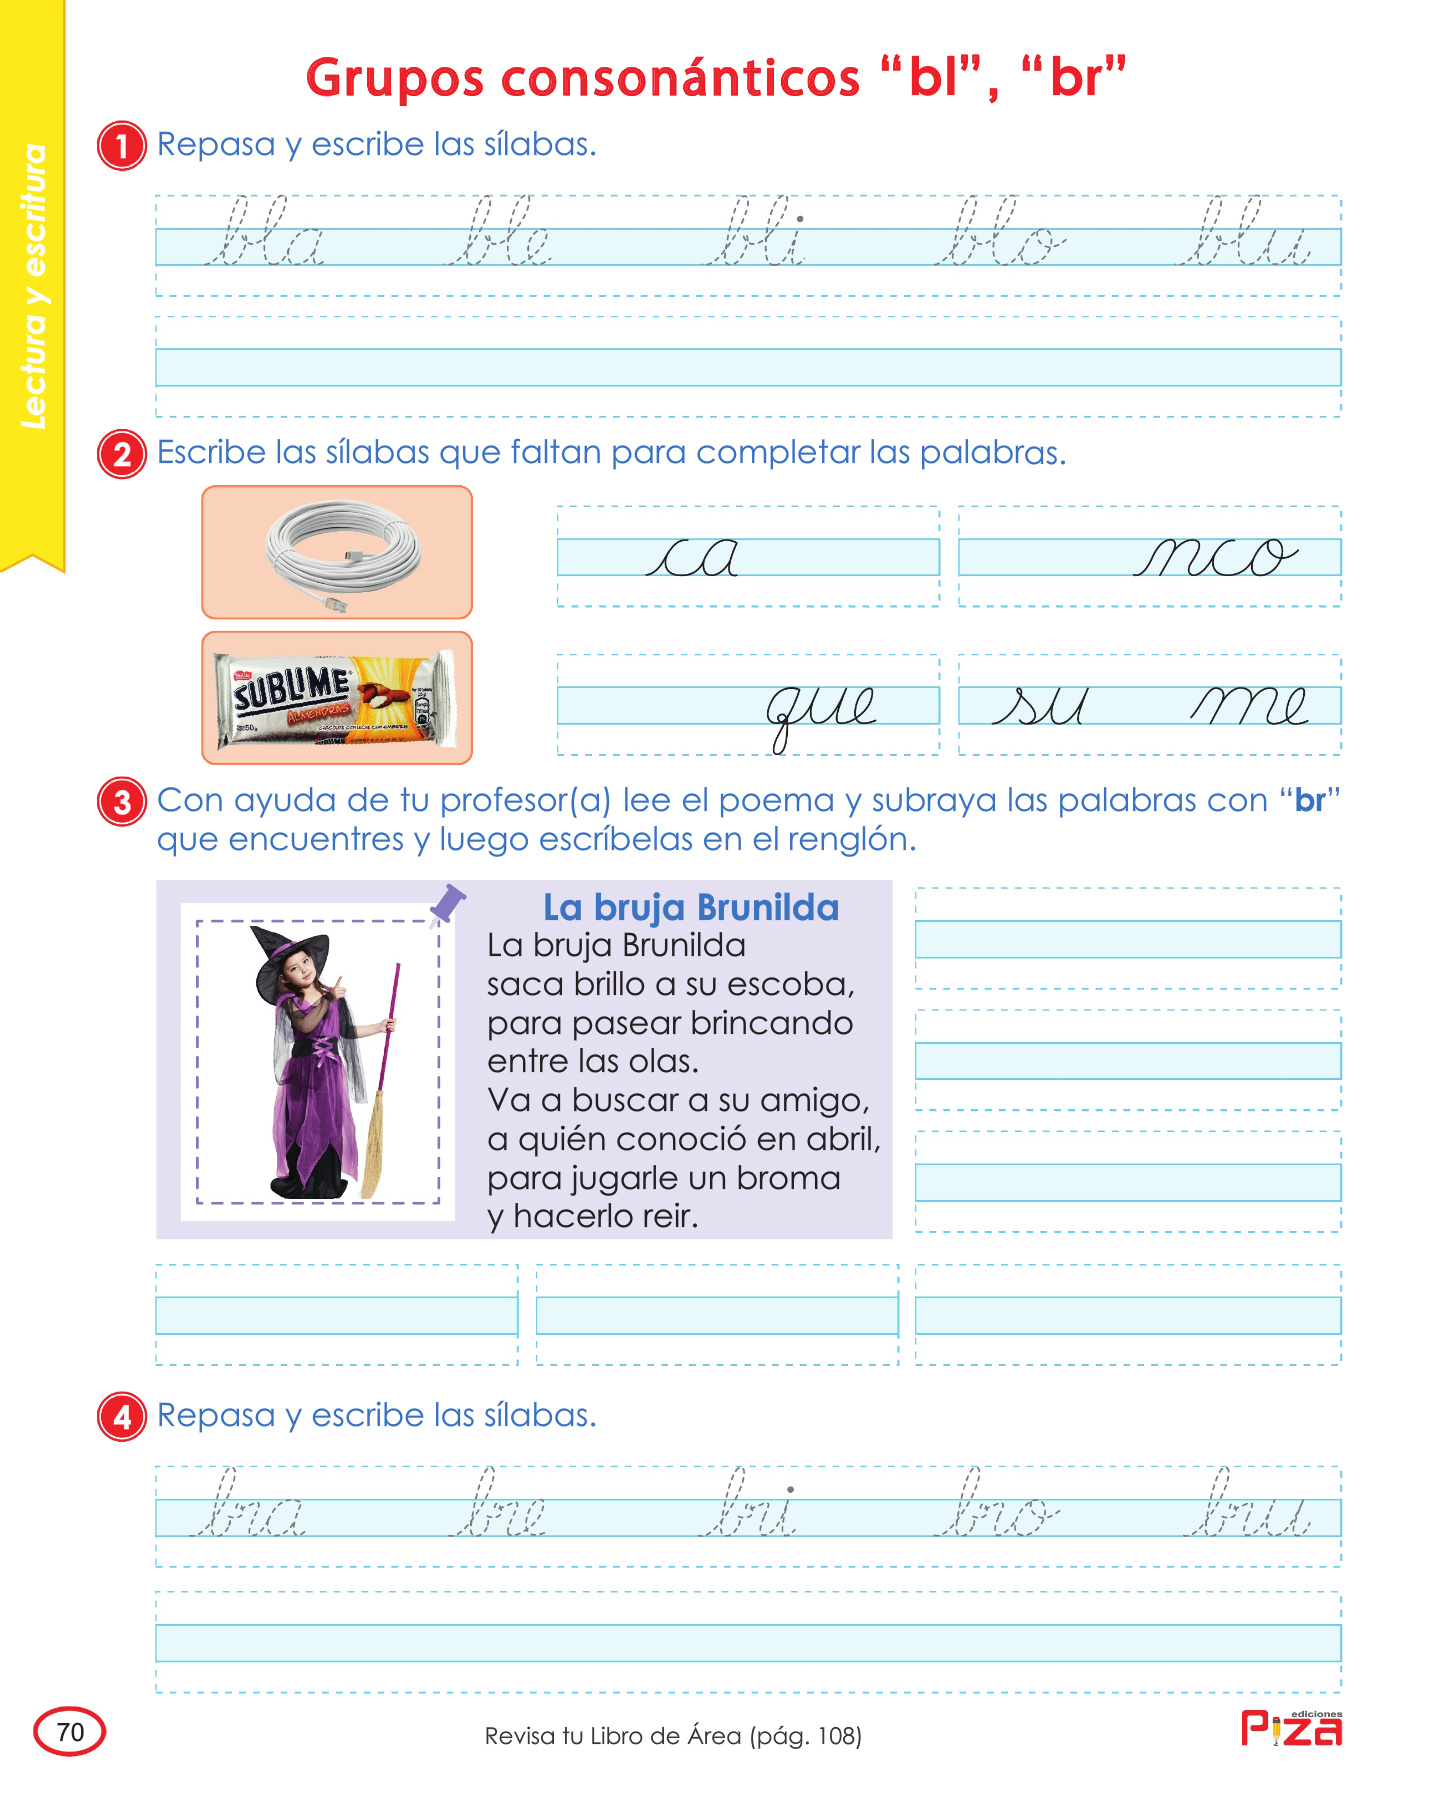 Lectura y escritura
Grupos consonánticos “bl”, “br”
1 Repasa y escribe las sílabas.
bla ble bli blo blu
2 Escribe las sílabas que faltan para completar las palabras.
ca nco
SUBLIME
ALMENDRAS
que su me
3 Con ayuda de tu profesor(a) lee el poema y subraya las palabras con “br”
que encuentres y luego escríbelas en el renglón.
La bruja Brunilda
La bruja Brunilda
saca brillo a su escoba,
para pasear brincando
entre las olas.
Va a buscar a su amigo,
a quién conoció en abril,
para jugarle un broma
y hacerlo reir.
4 Repasa y escribe las sílabas.
bra bre bri bro bru
70
Revisa tu Libro de Área (pág. 108)
ediciones
Piza